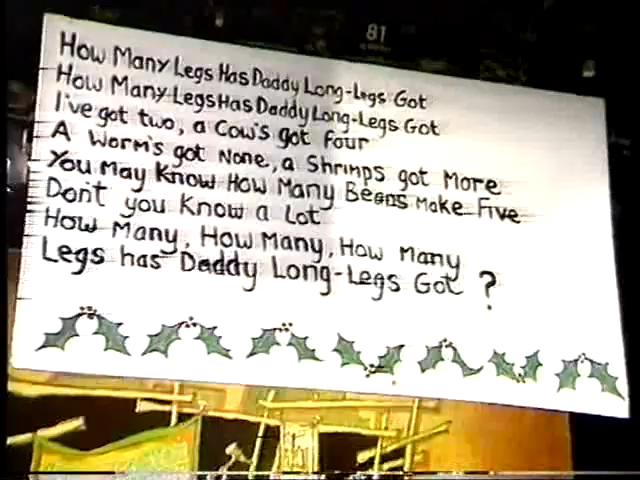 81
How Many Legs Has Daddy Long-Legs Got
How Many Legs Has Daddy Long-Legs Got
I've got two, a Cow's got four
A Worm's got None, a Shrimps got More
You May Know How Many Beans Make Five
Don't you Know a Lot
How Many, How Many, How Many
Legs has Daddy Long-Legs Got ?